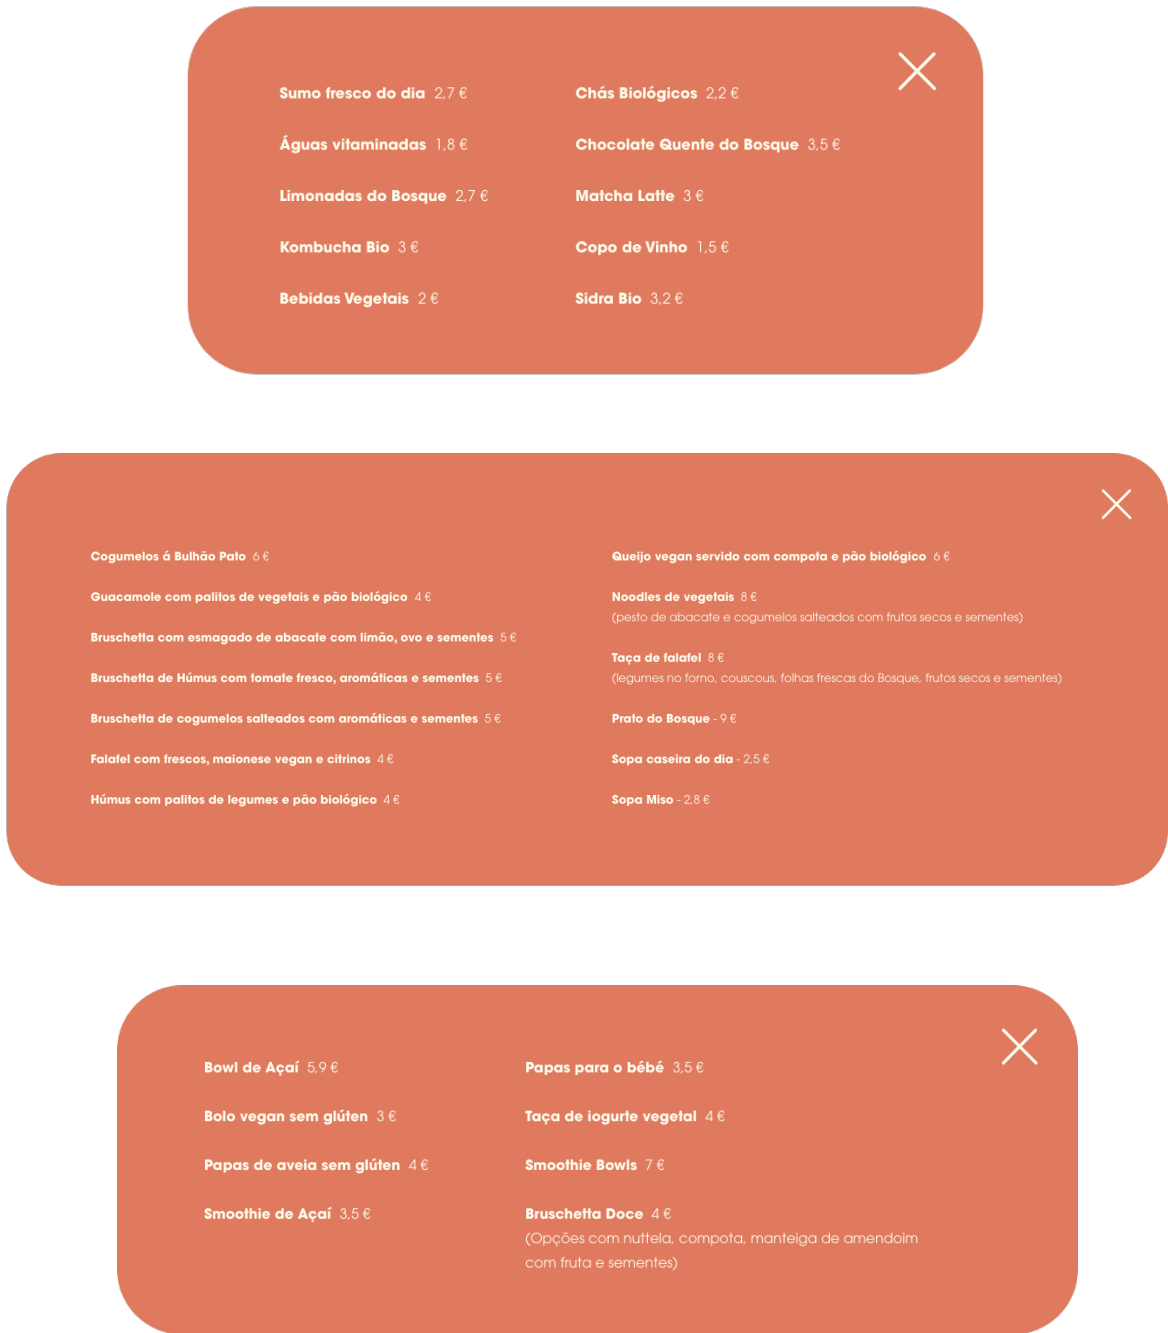 Sumo fresco do dia 2,7 €
Águas vitaminadas 1,8 €
Limonadas do Bosque 2,7 €
Kombucha Bio 3 €
Bebidas Vegetais 2 €
Chás Biológicos 2,2 €
Chocolate Quente do Bosque 3,5 €
Matcha Latte 3 €
Copo de Vinho 1,5 €
Sidra Bio 3,2 €
Cogumelos á Bulhão Pato 6 €
Guacamole com palitos de vegetais e pão biológico 4 €
Bruschetta com esmagado de abacate com limão, ovo e sementes 5 €
Bruschetta de Húmus com tomate fresco, aromáticas e sementes 5 €
Bruschetta de cogumelos salteados com aromáticas e sementes 5 €
Falafel com frescos, maionese vegan e citrinos 4 €
Húmus com palitos de legumes e pão biológico 4 €
Queijo vegan servido com compota e pão biológico 6 €
Noodles de vegetais 8 €
(pesto de abacate e cogumelos salteados com frutos secos e sementes)
Taça de falafel 8 €
(legumes no forno, couscous, folhas frescas do Bosque, frutos secos e sementes)
Prato do Bosque - 9 €
Sopa caseira do dia - 2,5 €
Sopa Miso - 2,8 €
Bowl de Açaí 5,9 €
Bolo vegan sem glúten 3 €
Papas de aveia sem glúten 4 €
Smoothie de Açaí 3,5 €
Papas para o bébé 3,5 €
Taça de iogurte vegetal 4 €
Smoothie Bowls 7 €
Bruschetta Doce 4 €
(Opções com nuttela, compota, manteiga de amendoim
com fruta e sementes)